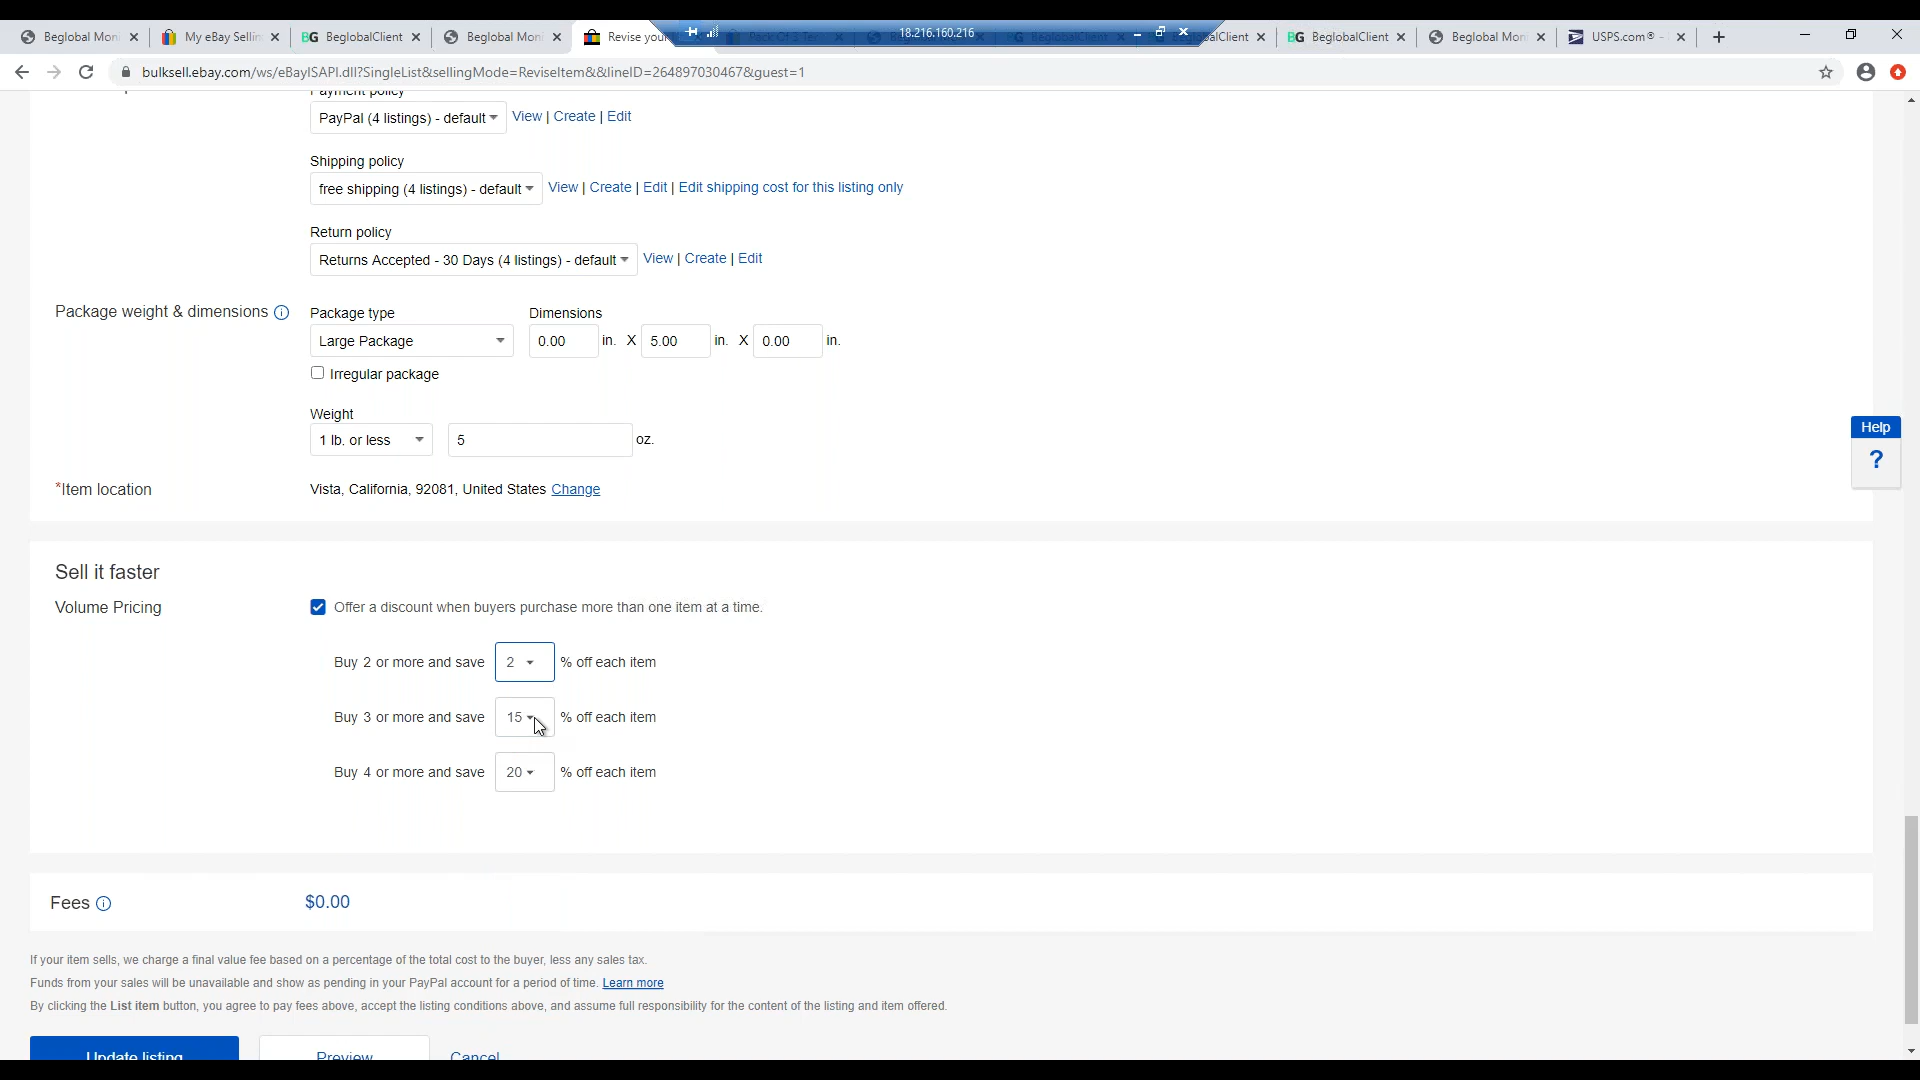 Beglobal Mon
My eBay Sellin
BG BeglobalClient
Beglobal Mon
Revise your
18.216.160.216
BeglobalClient
BG BeglobalClient
Beglobal Mon
USPS.com® -
bulksell.ebay.com/ws/eBayISAPI.dll?SingleList&sellingMode=ReviseItem&&lineID=264897030467&guest=1
Payment policy
PayPal (4 listings) - default View | Create | Edit
Shipping policy
free shipping (4 listings) - default View | Create | Edit | Edit shipping cost for this listing only
Return policy
Returns Accepted - 30 Days (4 listings) - default View | Create | Edit
Package weight & dimensions Package type Dimensions
Large Package 0.00 in. X 5.00 in. X 0.00 in.
Irregular package
Weight
1 lb. or less 5 oz.
Help
?
*Item location Vista, California, 92081, United States Change
Sell it faster
Volume Pricing Offer a discount when buyers purchase more than one item at a time.
Buy 2 or more and save 2 % off each item
Buy 3 or more and save 15 % off each item
Buy 4 or more and save 20 % off each item
Fees $0.00
If your item sells, we charge a final value fee based on a percentage of the total cost to the buyer, less any sales tax.
Funds from your sales will be unavailable and show as pending in your PayPal account for a period of time. Learn more
By clicking the List item button, you agree to pay fees above, accept the listing conditions above, and assume full responsibility for the content of the listing and item offered.
Update listing Preview Cancel